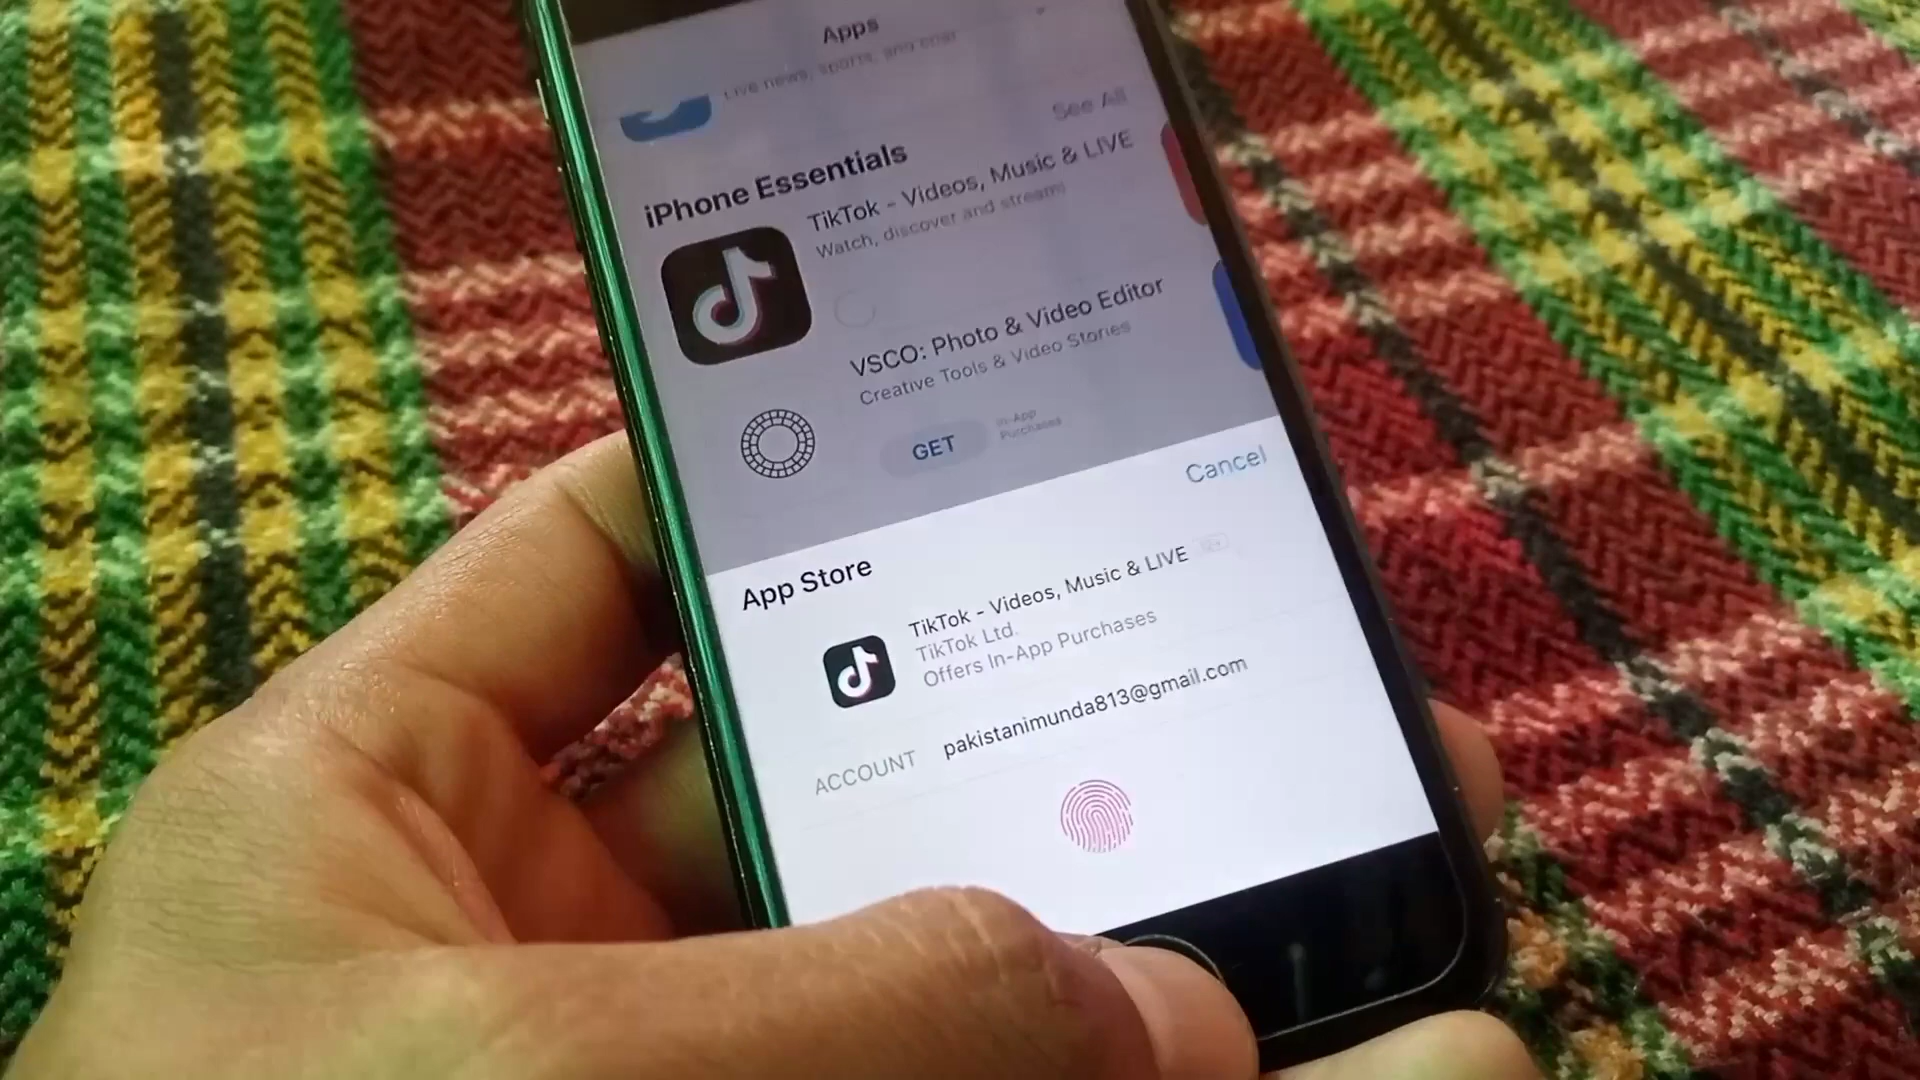 Apps
Live news, sports, and chat
See All
iPhone Essentials
TikTok - Videos, Music & LIVE
Watch, discover and stream!
VSCO: Photo & Video Editor
Creative Tools & Video Stories
GET
In-App
Purchases
Cancel
App Store
TikTok - Videos, Music & LIVE
TikTok Ltd.
Offers In-App Purchases
ACCOUNT pakistanimunda813@gmail.com